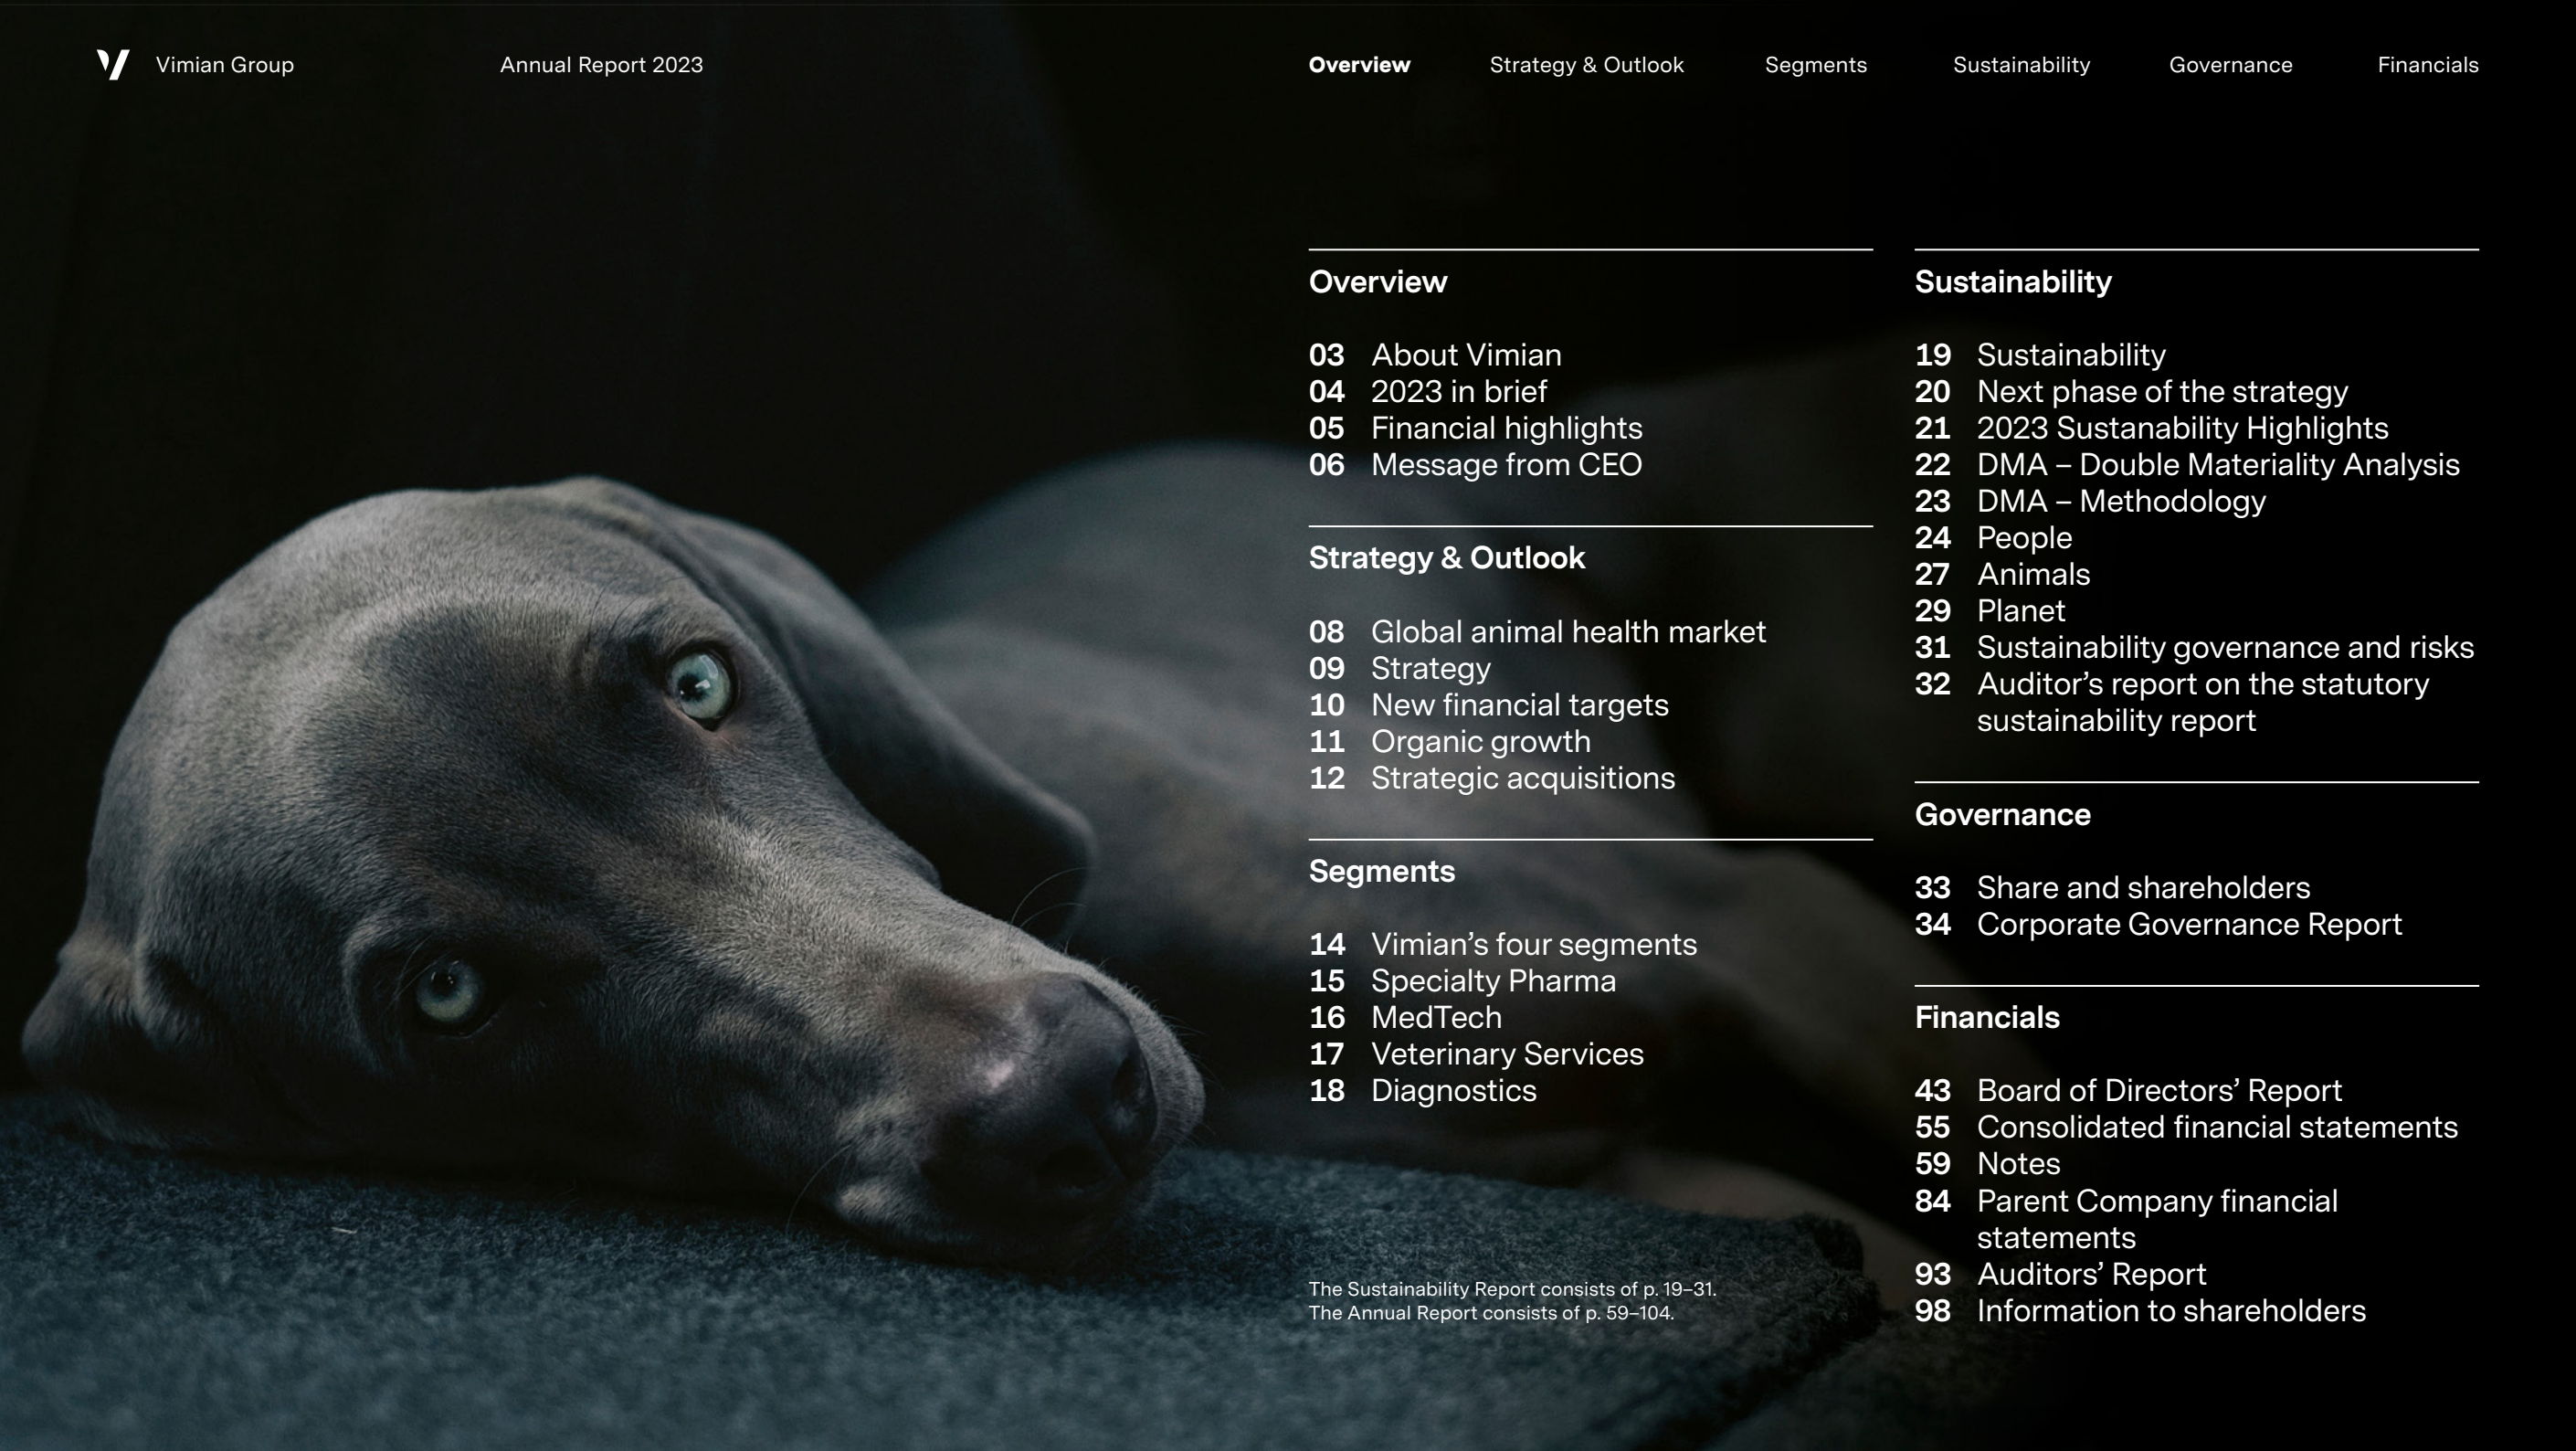 Vimian Group
Annual Report 2023
Overview
Strategy & Outlook
Segments
Sustainability
Governance
Financials
Overview
03 About Vimian
04 2023 in brief
05 Financial highlights
06 Message from CEO
Strategy & Outlook
08 Global animal health market
09 Strategy
10 New financial targets
11 Organic growth
12 Strategic acquisitions
Segments
14 Vimian’s four segments
15 Specialty Pharma
16 MedTech
17 Veterinary Services
18 Diagnostics
The Sustainability Report consists of p. 19–31.
The Annual Report consists of p. 59–104.
Sustainability
19 Sustainability
20 Next phase of the strategy
21 2023 Sustanability Highlights
22 DMA – Double Materiality Analysis
23 DMA – Methodology
24 People
27 Animals
29 Planet
31 Sustainability governance and risks
32 Auditor’s report on the statutory
sustainability report
Governance
33 Share and shareholders
34 Corporate Governance Report
Financials
43 Board of Directors’ Report
55 Consolidated financial statements
59 Notes
84 Parent Company financial
statements
93 Auditors’ Report
98 Information to shareholders